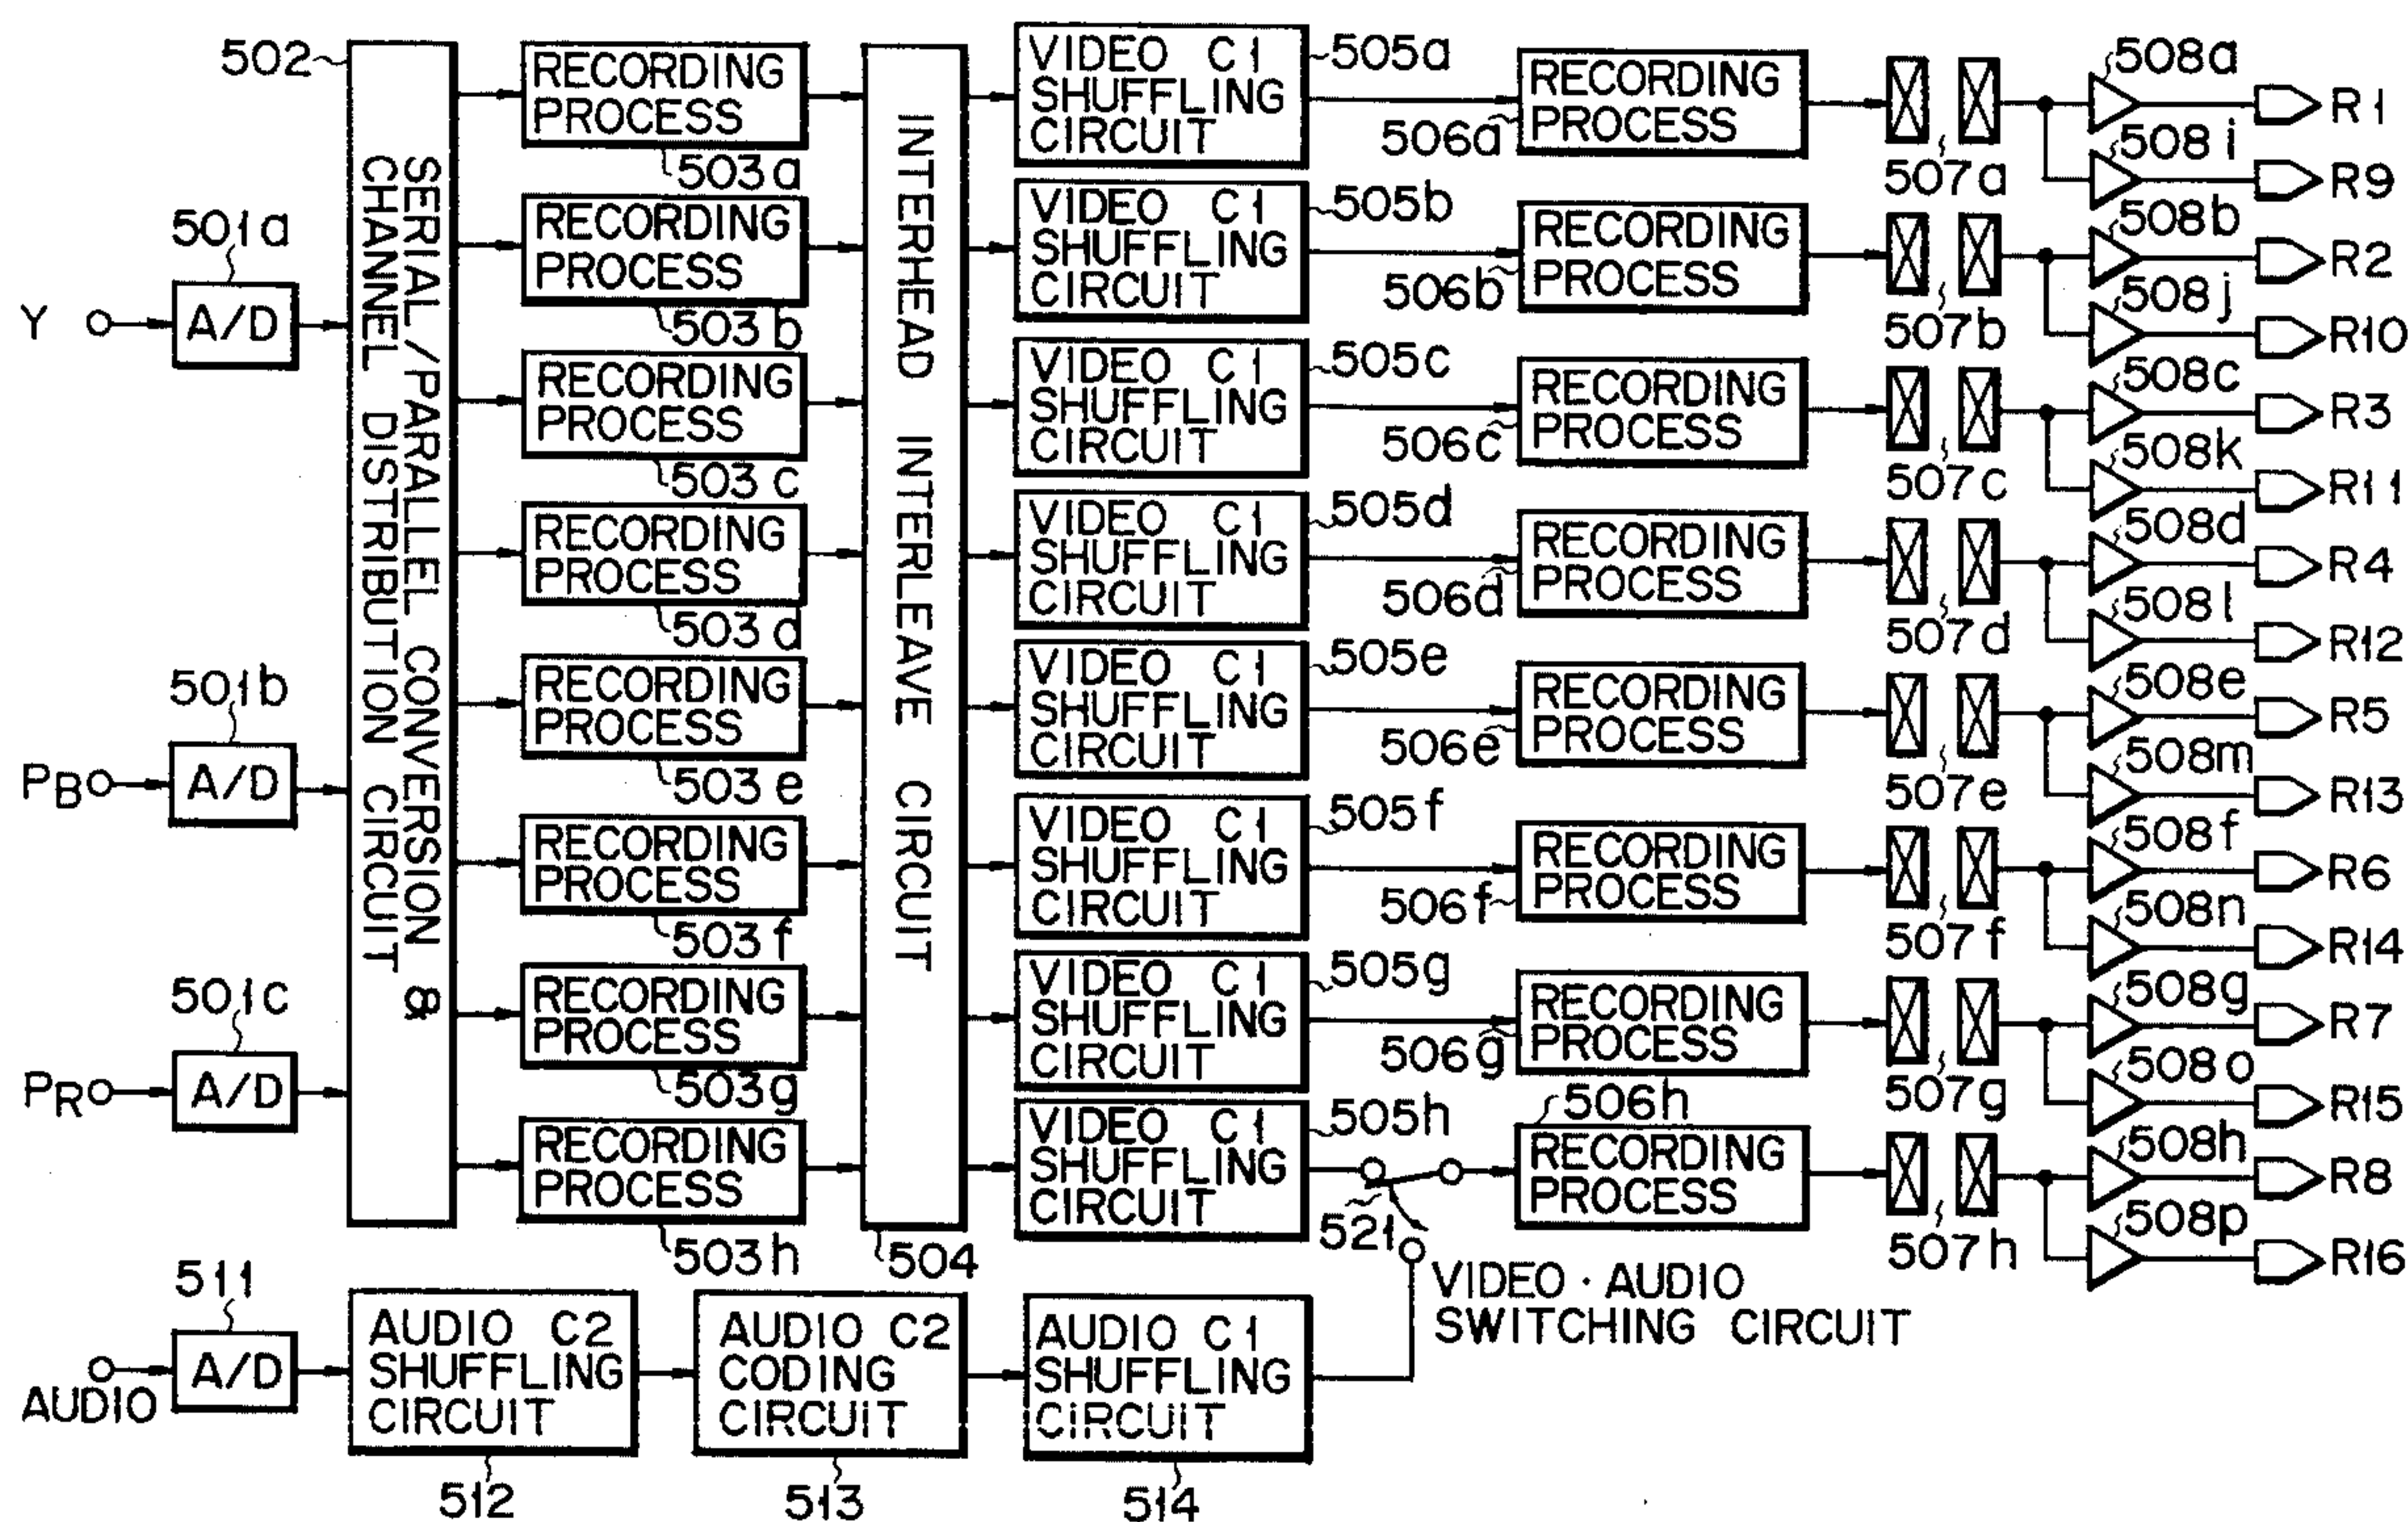 502
SERIAL/PARALLEL CONVERSION &
CHANNEL DISTRIBUTION CIRCUIT
Y
501a
A/D
PB
501b
A/D
PR
501c
A/D
RECORDING
PROCESS
503a
RECORDING
PROCESS
503b
RECORDING
PROCESS
503c
RECORDING
PROCESS
503d
RECORDING
PROCESS
503e
RECORDING
PROCESS
503f
RECORDING
PROCESS
503g
RECORDING
PROCESS
503h
INTERHEAD INTERLEAVE CIRCUIT
504
VIDEO C1
SHUFFLING
CIRCUIT
505a
VIDEO C1
SHUFFLING
CIRCUIT
505b
VIDEO C1
SHUFFLING
CIRCUIT
505c
VIDEO C1
SHUFFLING
CIRCUIT
505d
VIDEO C1
SHUFFLING
CIRCUIT
505e
VIDEO C1
SHUFFLING
CIRCUIT
505f
VIDEO C1
SHUFFLING
CIRCUIT
505g
VIDEO C1
SHUFFLING
CIRCUIT
505h
RECORDING
PROCESS
506a
RECORDING
PROCESS
506b
RECORDING
PROCESS
506c
RECORDING
PROCESS
506d
RECORDING
PROCESS
506e
RECORDING
PROCESS
506f
RECORDING
PROCESS
506g
506h
RECORDING
PROCESS
507a
507b
507c
507d
507e
507f
507g
507h
508a
R1
508i
R9
508b
R2
508j
R10
508c
R3
508k
R11
508d
R4
508l
R12
508e
R5
508m
R13
508f
R6
508n
R14
508g
R7
508o
R15
508h
R8
508p
R16
521
VIDEO · AUDIO
SWITCHING CIRCUIT
AUDIO
511
A/D
AUDIO C2
SHUFFLING
CIRCUIT
512
AUDIO C2
CODING
CIRCUIT
513
AUDIO C1
SHUFFLING
CIRCUIT
514